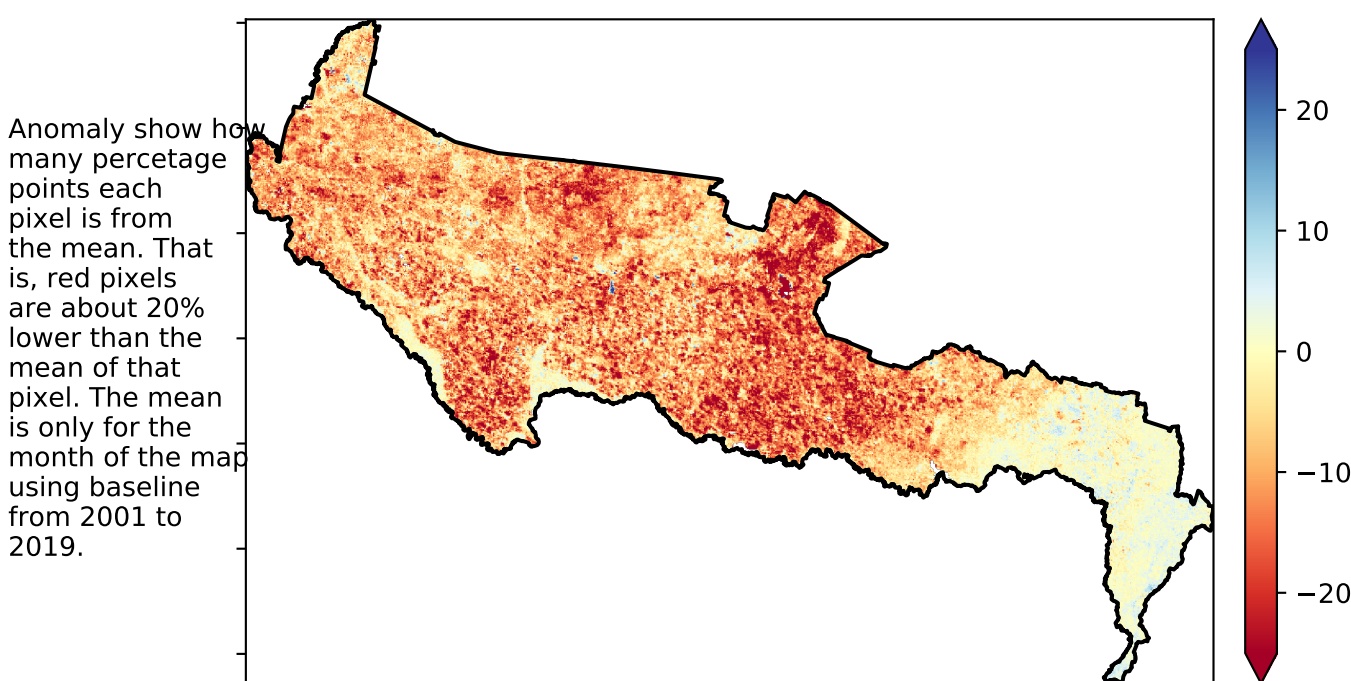 Anomaly show how
many percetage
points each
pixel is from
the mean. That
is, red pixels
are about 20%
lower than the
mean of that
pixel. The mean
is only for the
month of the map
using baseline
from 2001 to
2019.
20
10
0
−10
−20